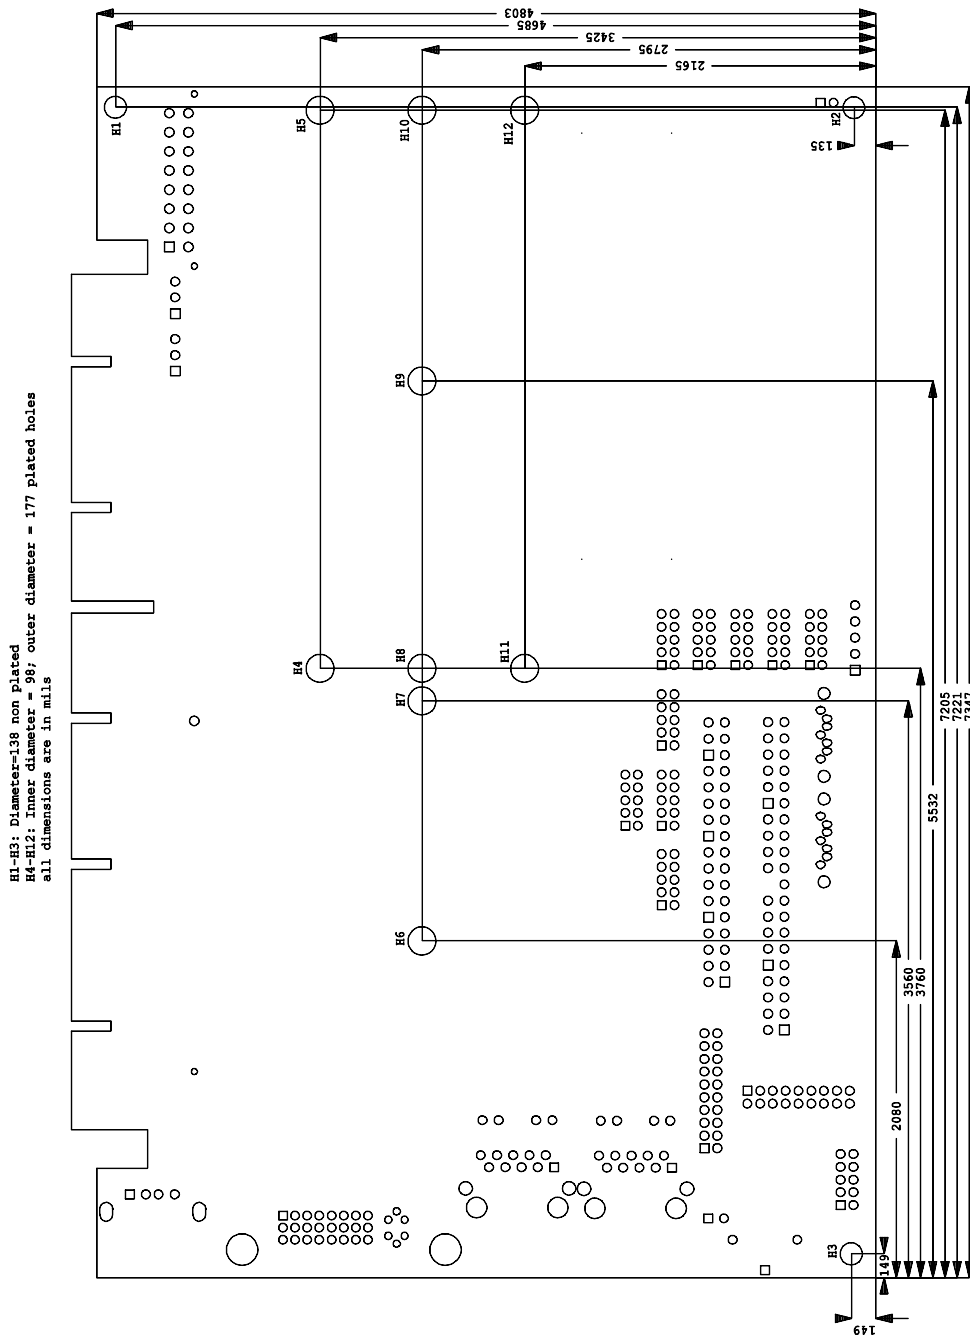 4803
4685
3425
2795
2165
H1
H5
H10
H12
H2
135
H9
H1-H3: Diameter=138 non plated
H4-H12: Inner diameter = 98; outer diameter = 177 plated holes
all dimensions are in mils
H4
H8
H11
H7
7205
7221
5532
H6
3560
3760
2080
H3
149
149